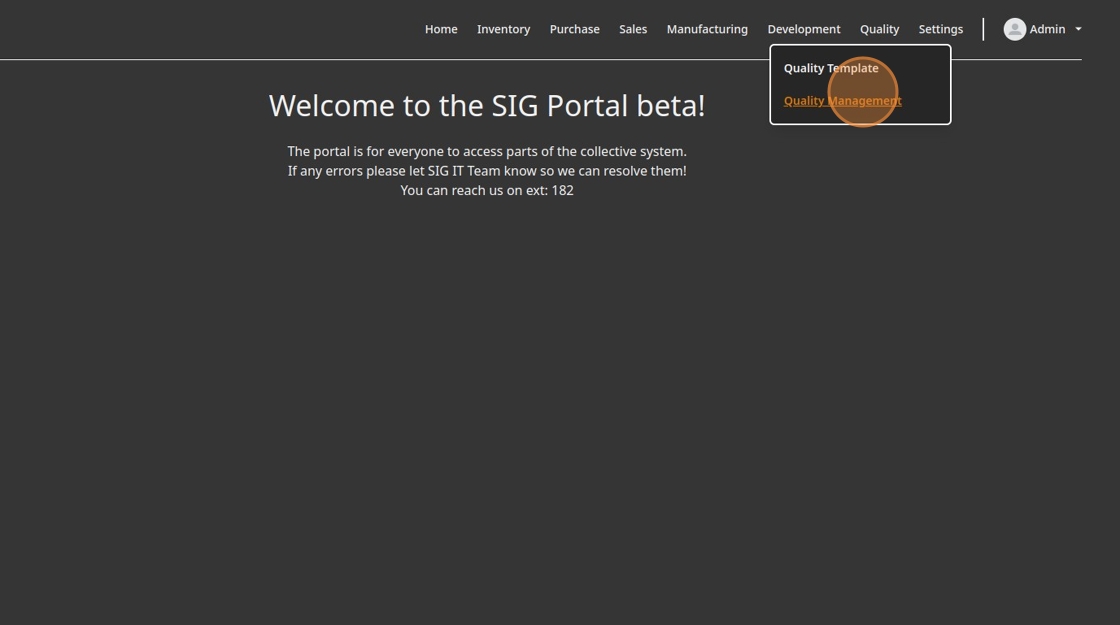 Home Inventory Purchase Sales Manufacturing Development Quality Settings Admin
Quality Template
Quality Management
Welcome to the SIG Portal beta!
The portal is for everyone to access parts of the collective system.
If any errors please let SIG IT Team know so we can resolve them!
You can reach us on ext: 182